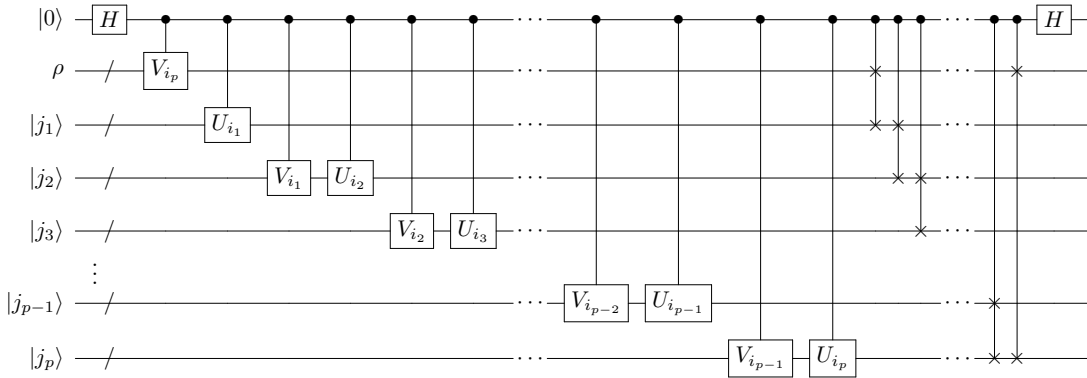 |0⟩ H ⋯ ⋯ H
ρ V_{i_p} ⋯ ⋯
|j_1⟩ U_{i_1} ⋯ ⋯
|j_2⟩ V_{i_1} U_{i_2} ⋯ ⋯
|j_3⟩ V_{i_2} U_{i_3} ⋯ ⋯
⋮
|j_{p−1}⟩ ⋯ V_{i_{p−2}} U_{i_{p−1}} ⋯ ⋯
|j_p⟩ ⋯ V_{i_{p−1}} U_{i_p} ⋯ ⋯